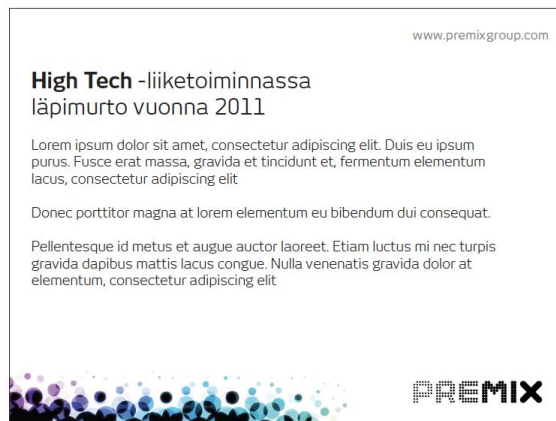 www.premixgroup.com
High Tech -liiketoiminnassa
läpimurto vuonna 2011
Lorem ipsum dolor sit amet, consectetur adipiscing elit. Duis eu ipsum
purus. Fusce erat massa, gravida et tincidunt et, fermentum elementum
lacus, consectetur adipiscing elit
Donec porttitor magna at lorem elementum eu bibendum dui consequat.
Pellentesque id metus et augue auctor laoreet. Etiam luctus mi nec turpis
gravida dapibus mattis lacus congue. Nulla venenatis gravida dolor at
elementum, consectetur adipiscing elit
PREMIX